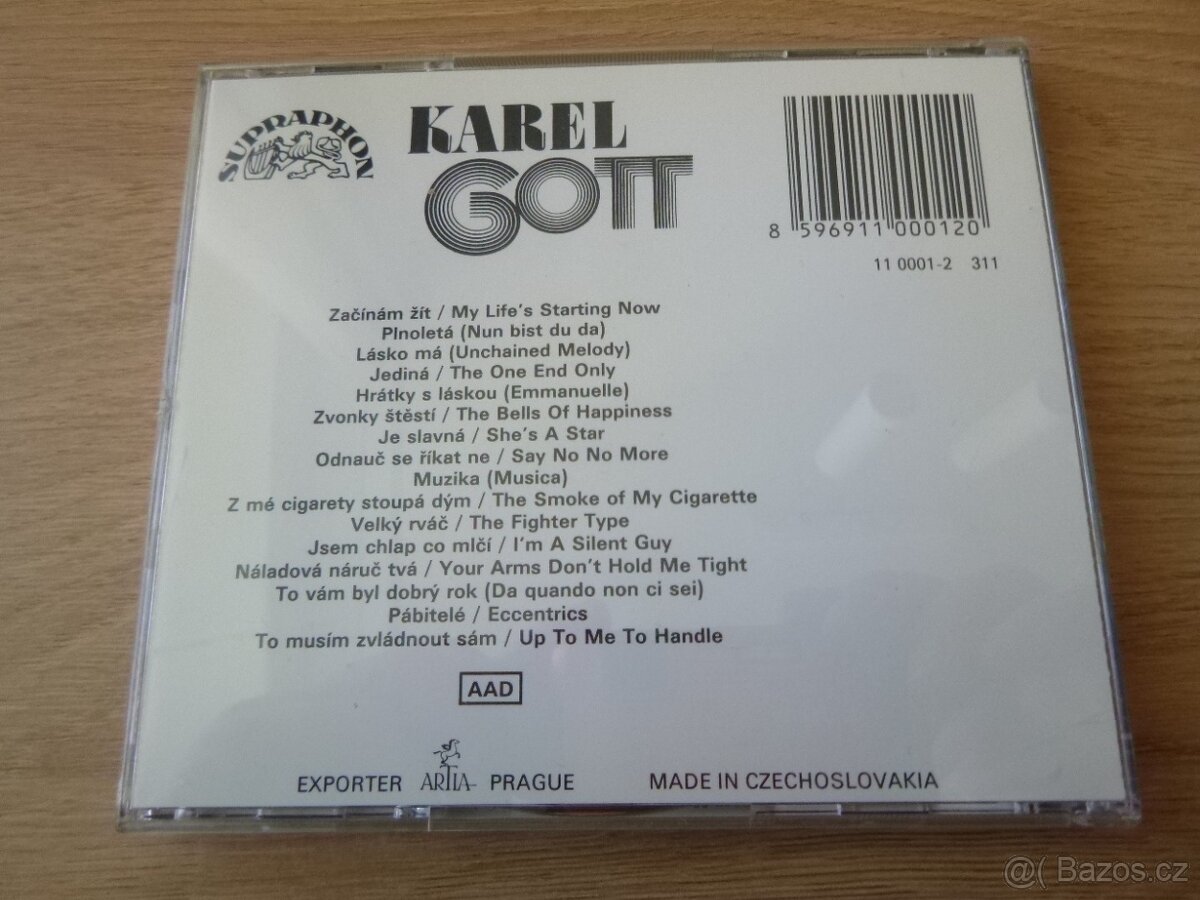 SUPRAPHON
KAREL
GOTT
8 596911 000120
11 0001-2 311
Začínám žít / My Life's Starting Now
Plnoletá (Nun bist du da)
Lásko má (Unchained Melody)
Jediná / The One End Only
Hrátky s láskou (Emmanuelle)
Zvonky štěstí / The Bells Of Happiness
Je slavná / She's A Star
Odnauč se říkat ne / Say No No More
Muzika (Musica)
Z mé cigarety stoupá dým / The Smoke of My Cigarette
Velký rváč / The Fighter Type
Jsem chlap co mlčí / I'm A Silent Guy
Náladová náruč tvá / Your Arms Don't Hold Me Tight
To vám byl dobrý rok (Da quando non ci sei)
Pábitelé / Eccentrics
To musím zvládnout sám / Up To Me To Handle
AAD
EXPORTER ARTIA PRAGUE MADE IN CZECHOSLOVAKIA
@( Bazoš.cz